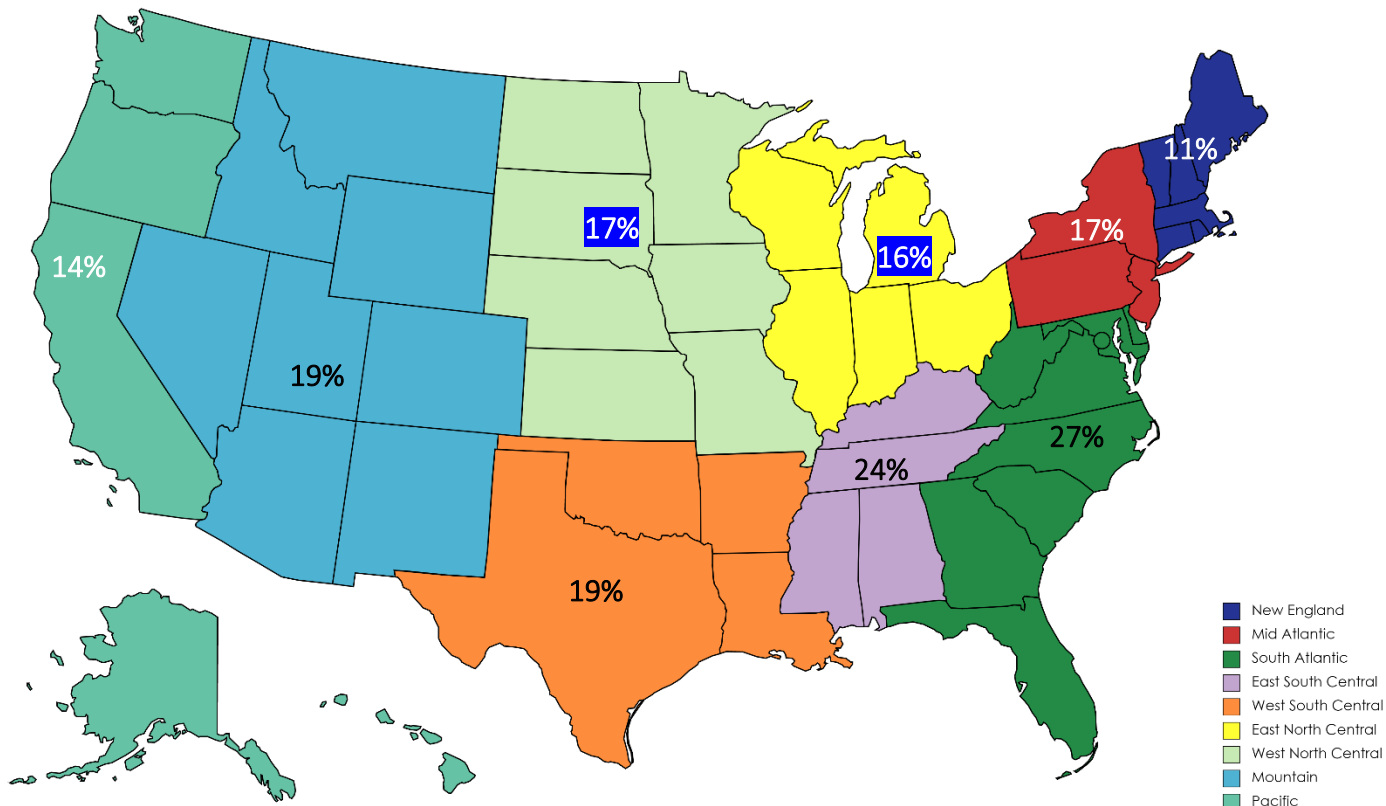 11%
17%
17%
16%
14%
19%
27%
24%
19%
New England
Mid Atlantic
South Atlantic
East South Central
West South Central
East North Central
West North Central
Mountain
Pacific